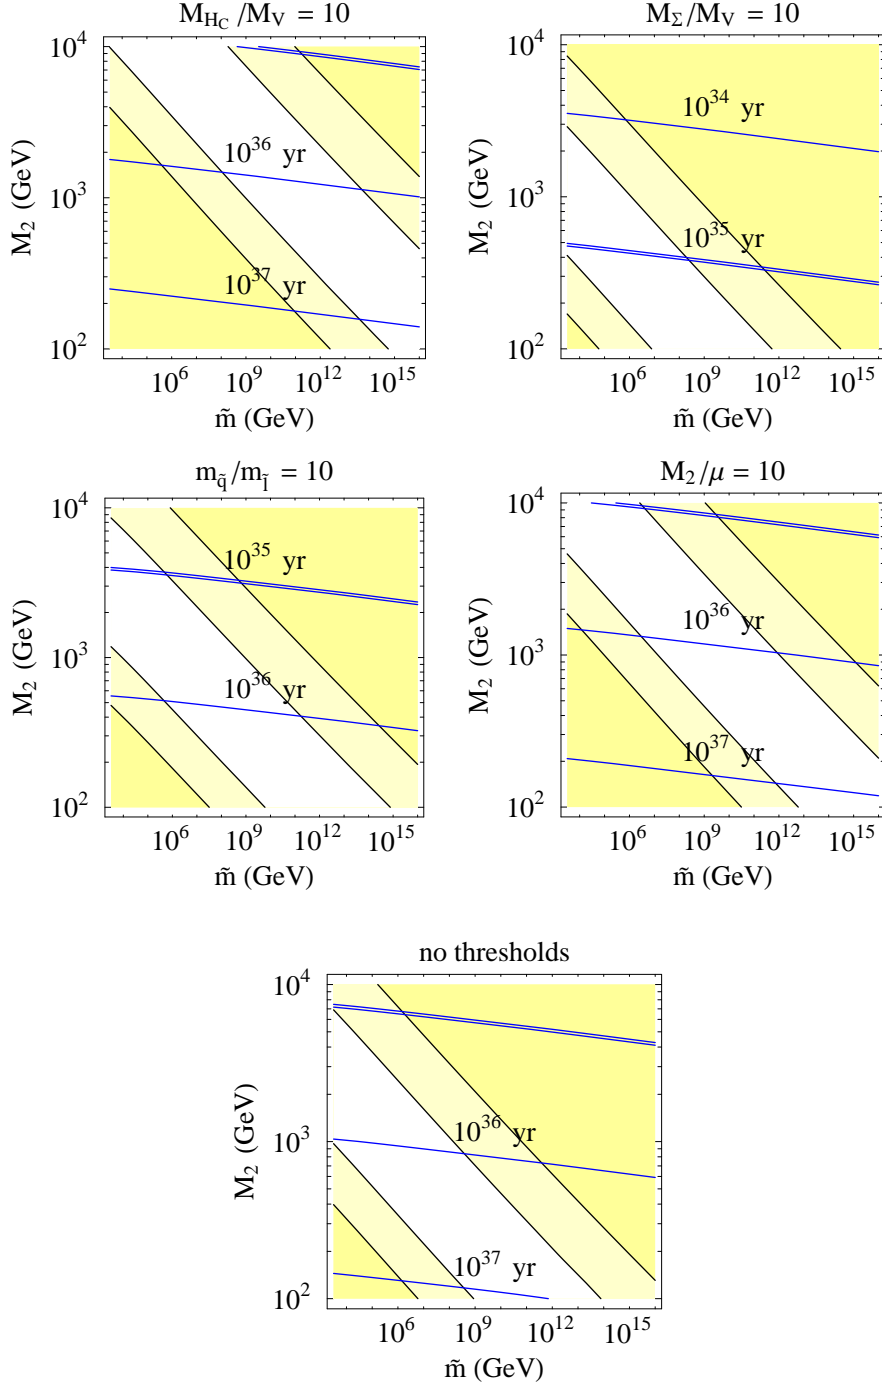 M_{H_C}/M_V = 10
M_Σ/M_V = 10
10^4
10^3
10^2
M_2 (GeV)
10^36 yr
10^37 yr
10^6 10^9 10^12 10^15
m̃ (GeV)
10^4
10^3
10^2
M_2 (GeV)
10^34 yr
10^35 yr
10^6 10^9 10^12 10^15
m̃ (GeV)
m_q̃/m_l̃ = 10
M_2/μ = 10
10^4
10^3
10^2
M_2 (GeV)
10^35 yr
10^36 yr
10^6 10^9 10^12 10^15
m̃ (GeV)
10^4
10^3
10^2
M_2 (GeV)
10^36 yr
10^37 yr
10^6 10^9 10^12 10^15
m̃ (GeV)
no thresholds
10^4
10^3
10^2
M_2 (GeV)
10^36 yr
10^37 yr
10^6 10^9 10^12 10^15
m̃ (GeV)